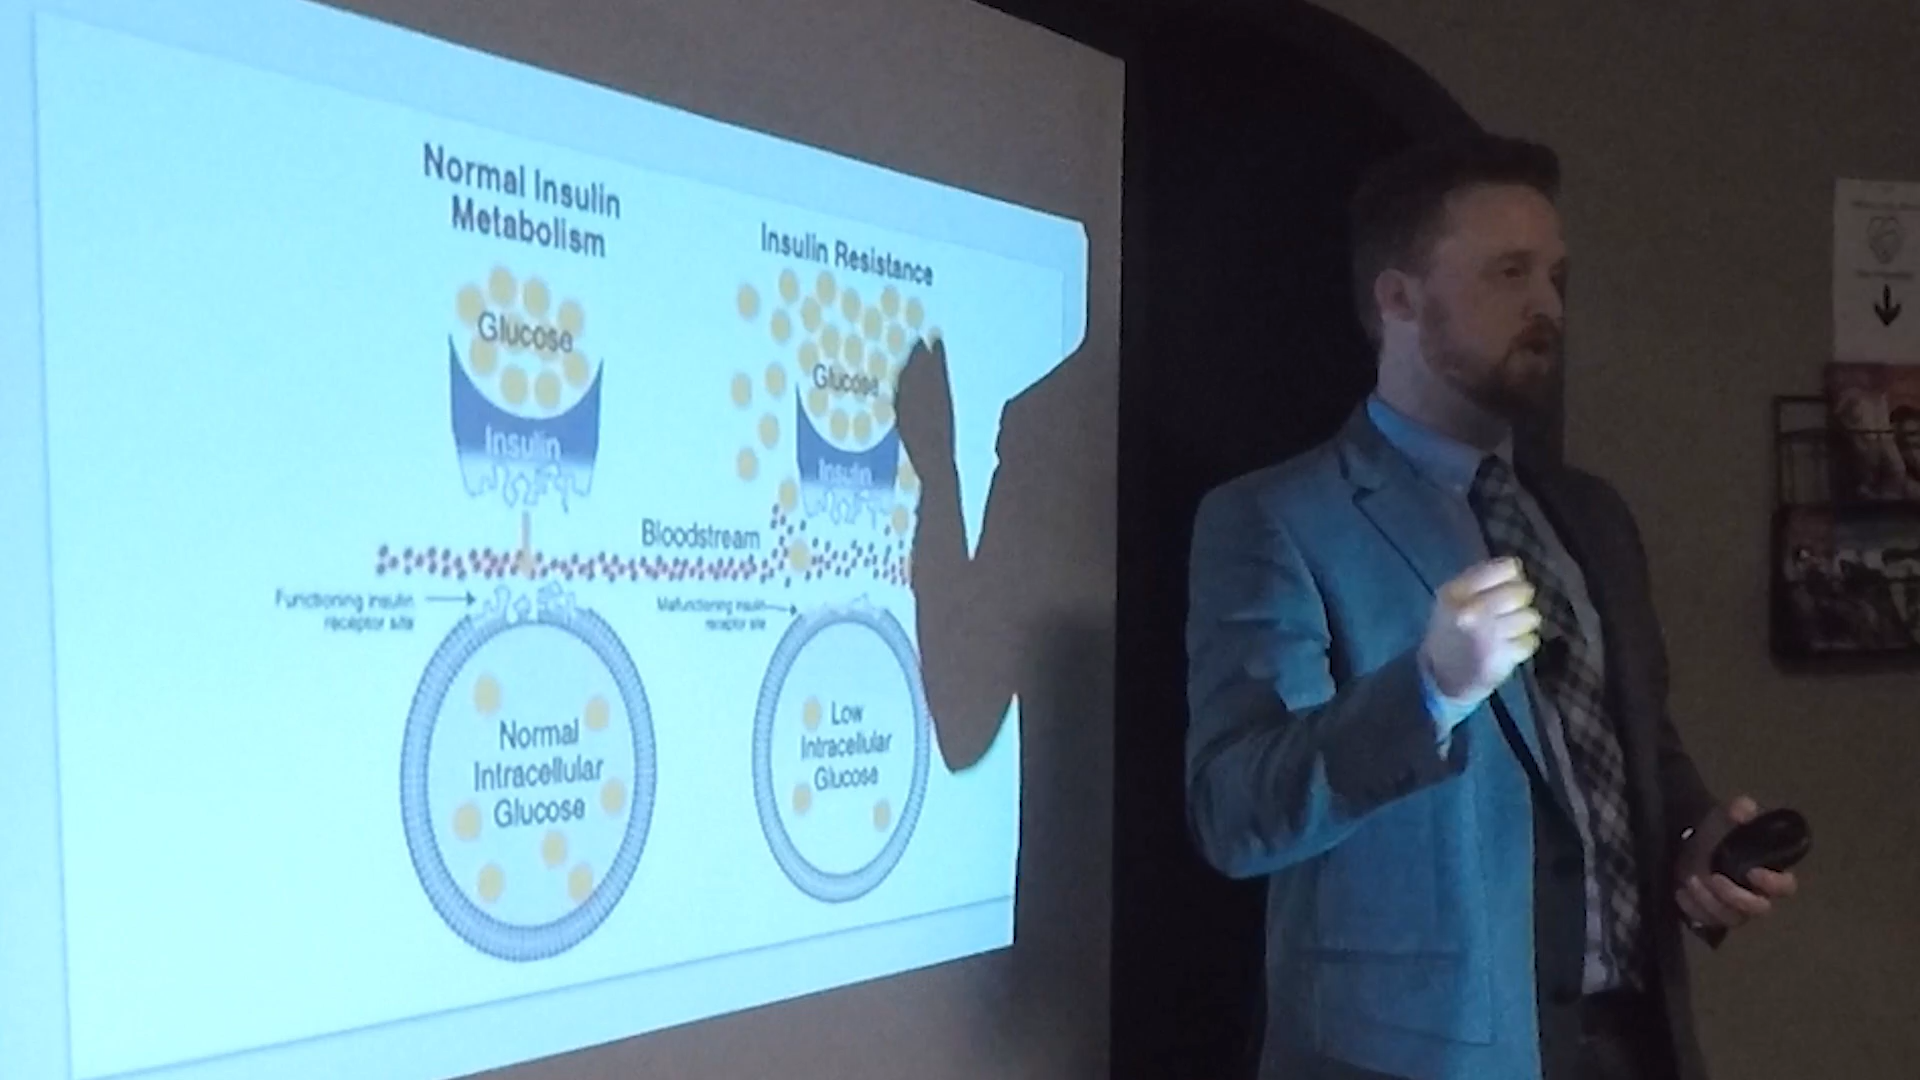 Normal Insulin
Metabolism
Glucose
Insulin
Insulin Resistance
Glucose
Insulin
Bloodstream
Functioning insulin
receptor site
Malfunctioning insulin
receptor site
Normal
Intracellular
Glucose
Low
Intracellular
Glucose